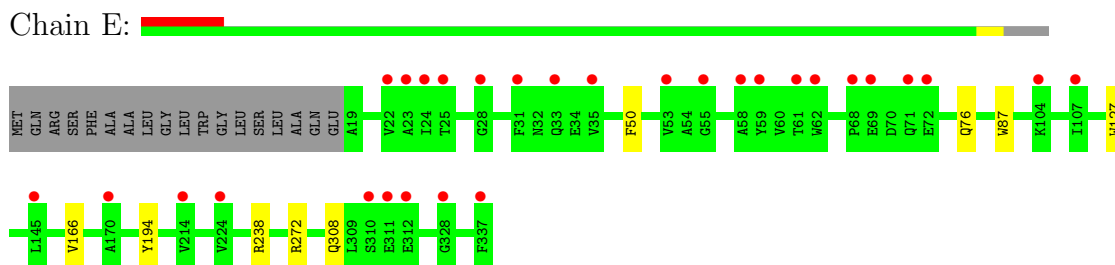 Chain E:
MET GLN ARG SER PHE ALA ALA LEU GLY LEU TRP GLY LEU SER LEU ALA GLN GLU A19 V22 A23 I24 T25 G28 F31 N32 Q33 E34 V35 F50 V53 A54 G55 A58 Y59 V60 T61 W62 P68 E69 D70 Q71 E72 Q76 W87 K104 I107
L145 V166 A170 Y194 V214 V224 R238 R272 Q308 L309 S310 E311 E312 G328 F337